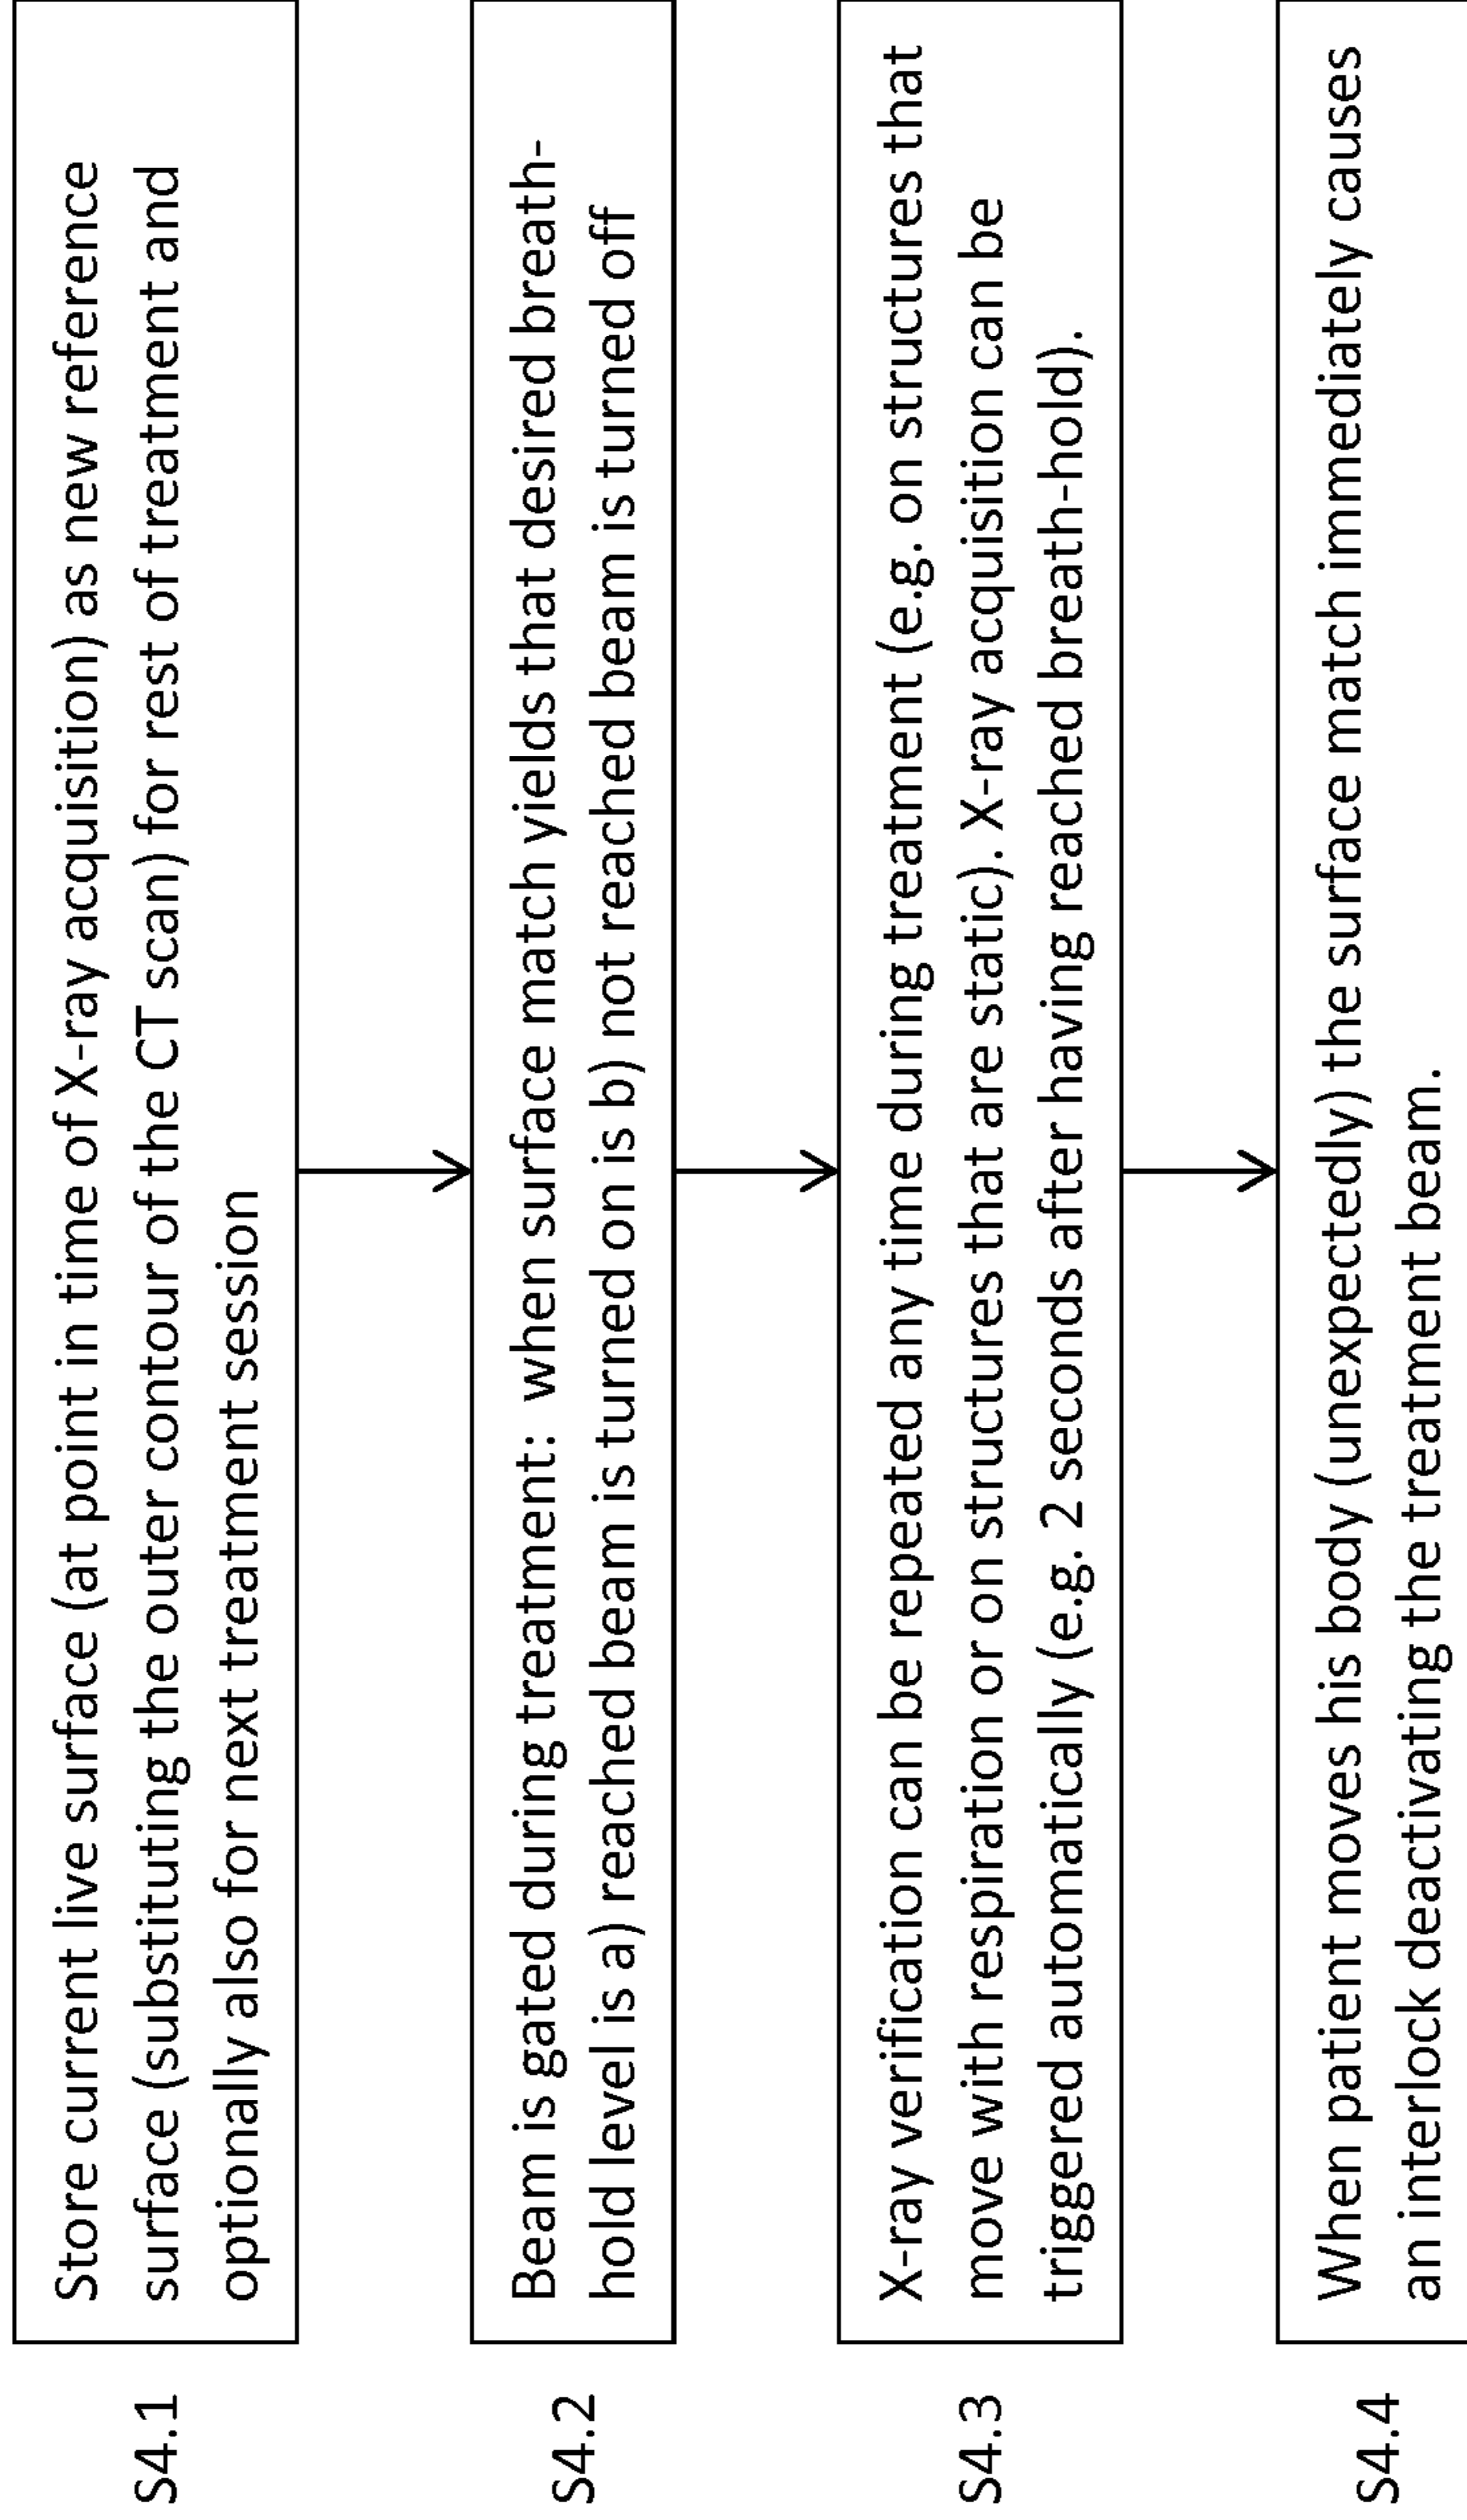 S4.1
Store current live surface (at point in time of X-ray acquisition) as new reference
surface (substituting the outer contour of the CT scan) for rest of treatment and
optionally also for next treatment session
S4.2
Beam is gated during treatment: when surface match yields that desired breath-
hold level is a) reached beam is turned on is b) not reached beam is turned off
S4.3
X-ray verification can be repeated any time during treatment (e.g. on structures that
move with respiration or on structures that are static). X-ray acquisition can be
triggered automatically (e.g. 2 seconds after having reached breath-hold).
S4.4
When patient moves his body (unexpectedly) the surface match immediately causes
an interlock deactivating the treatment beam.